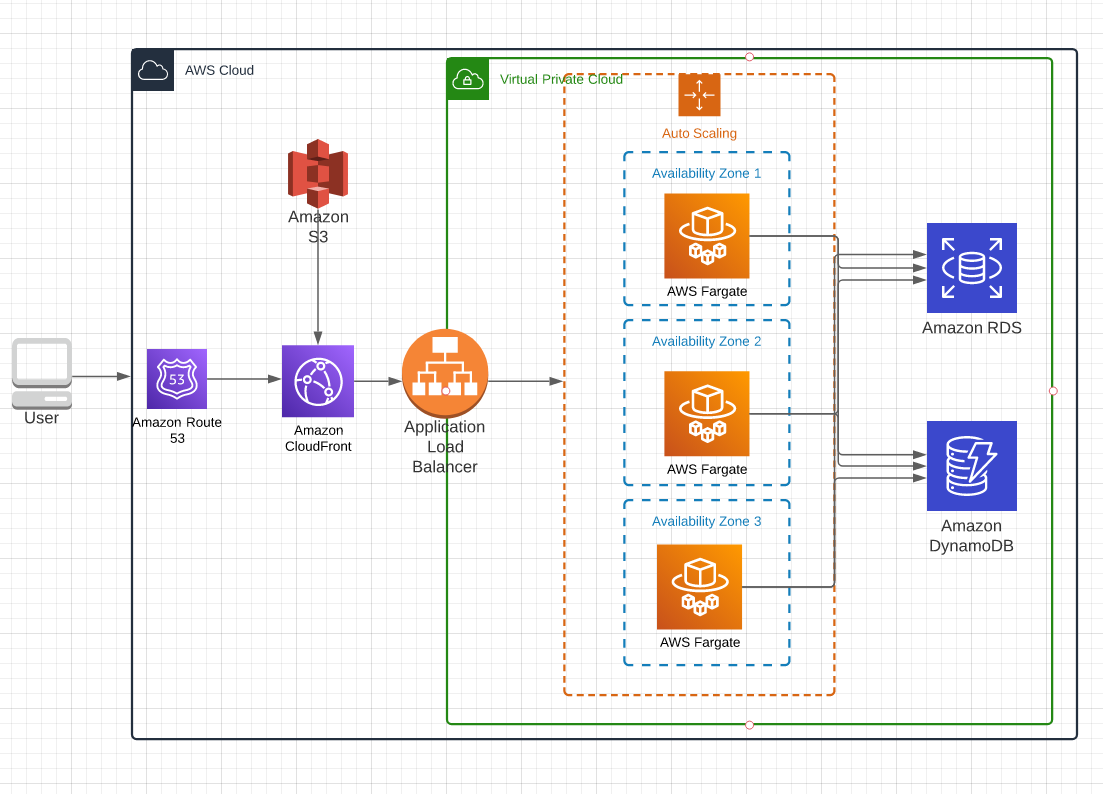 AWS Cloud
Virtual Private Cloud
Auto Scaling
Amazon
S3
Availability Zone 1
AWS Fargate
Amazon RDS
Availability Zone 2
User
53
Amazon Route
53
Amazon
CloudFront
Application
Load
Balancer
AWS Fargate
Availability Zone 3
Amazon
DynamoDB
AWS Fargate